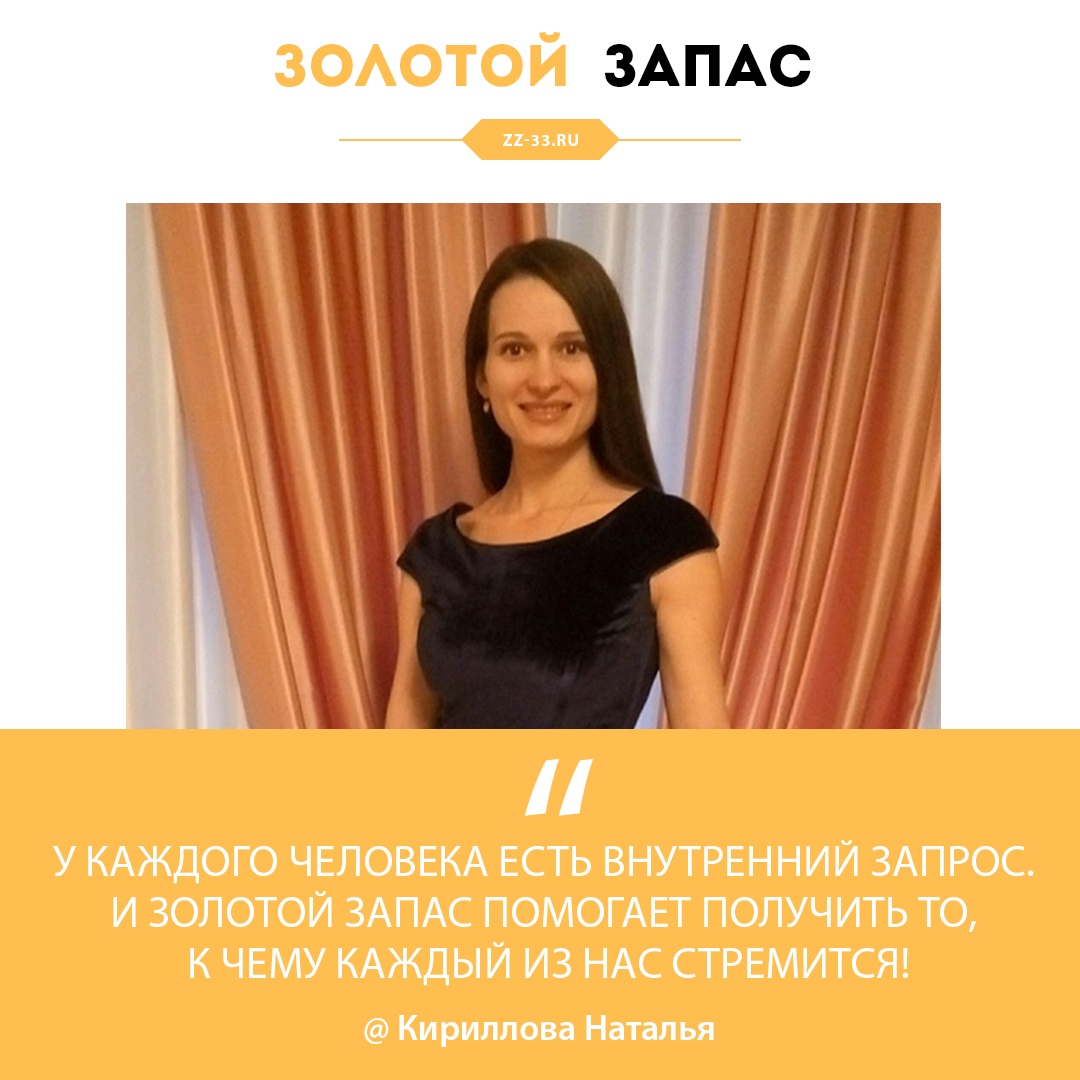 ЗОЛОТОЙ ЗАПАС
ZZ-33.RU
“
У КАЖДОГО ЧЕЛОВЕКА ЕСТЬ ВНУТРЕННИЙ ЗАПРОС.
И ЗОЛОТОЙ ЗАПАС ПОМОГАЕТ ПОЛУЧИТЬ ТО,
К ЧЕМУ КАЖДЫЙ ИЗ НАС СТРЕМИТСЯ!
@ Кириллова Наталья